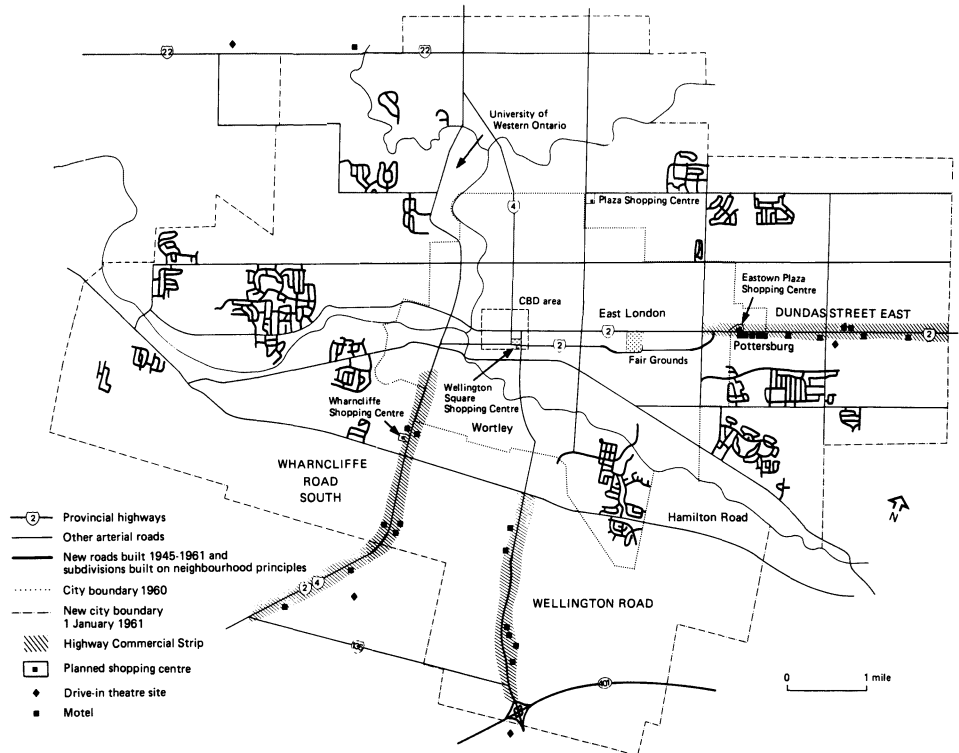 22
22
University of
Western Ontario
4
Plaza Shopping Centre
Eastown Plaza
Shopping Centre
CBD area
East London
DUNDAS STREET EAST
2
2
2
Pottersburg
Fair Grounds
Wharncliffe
Shopping Centre
Wellington
Square
Shopping Centre
Wortley
WHARNCLIFFE
ROAD
SOUTH
Hamilton Road
N
2 4
WELLINGTON ROAD
135
401
0 1 mile
2 Provincial highways
Other arterial roads
New roads built 1945-1961 and
subdivisions built on neighbourhood principles
City boundary 1960
New city boundary
1 January 1961
Highway Commercial Strip
Planned shopping centre
Drive-in theatre site
Motel